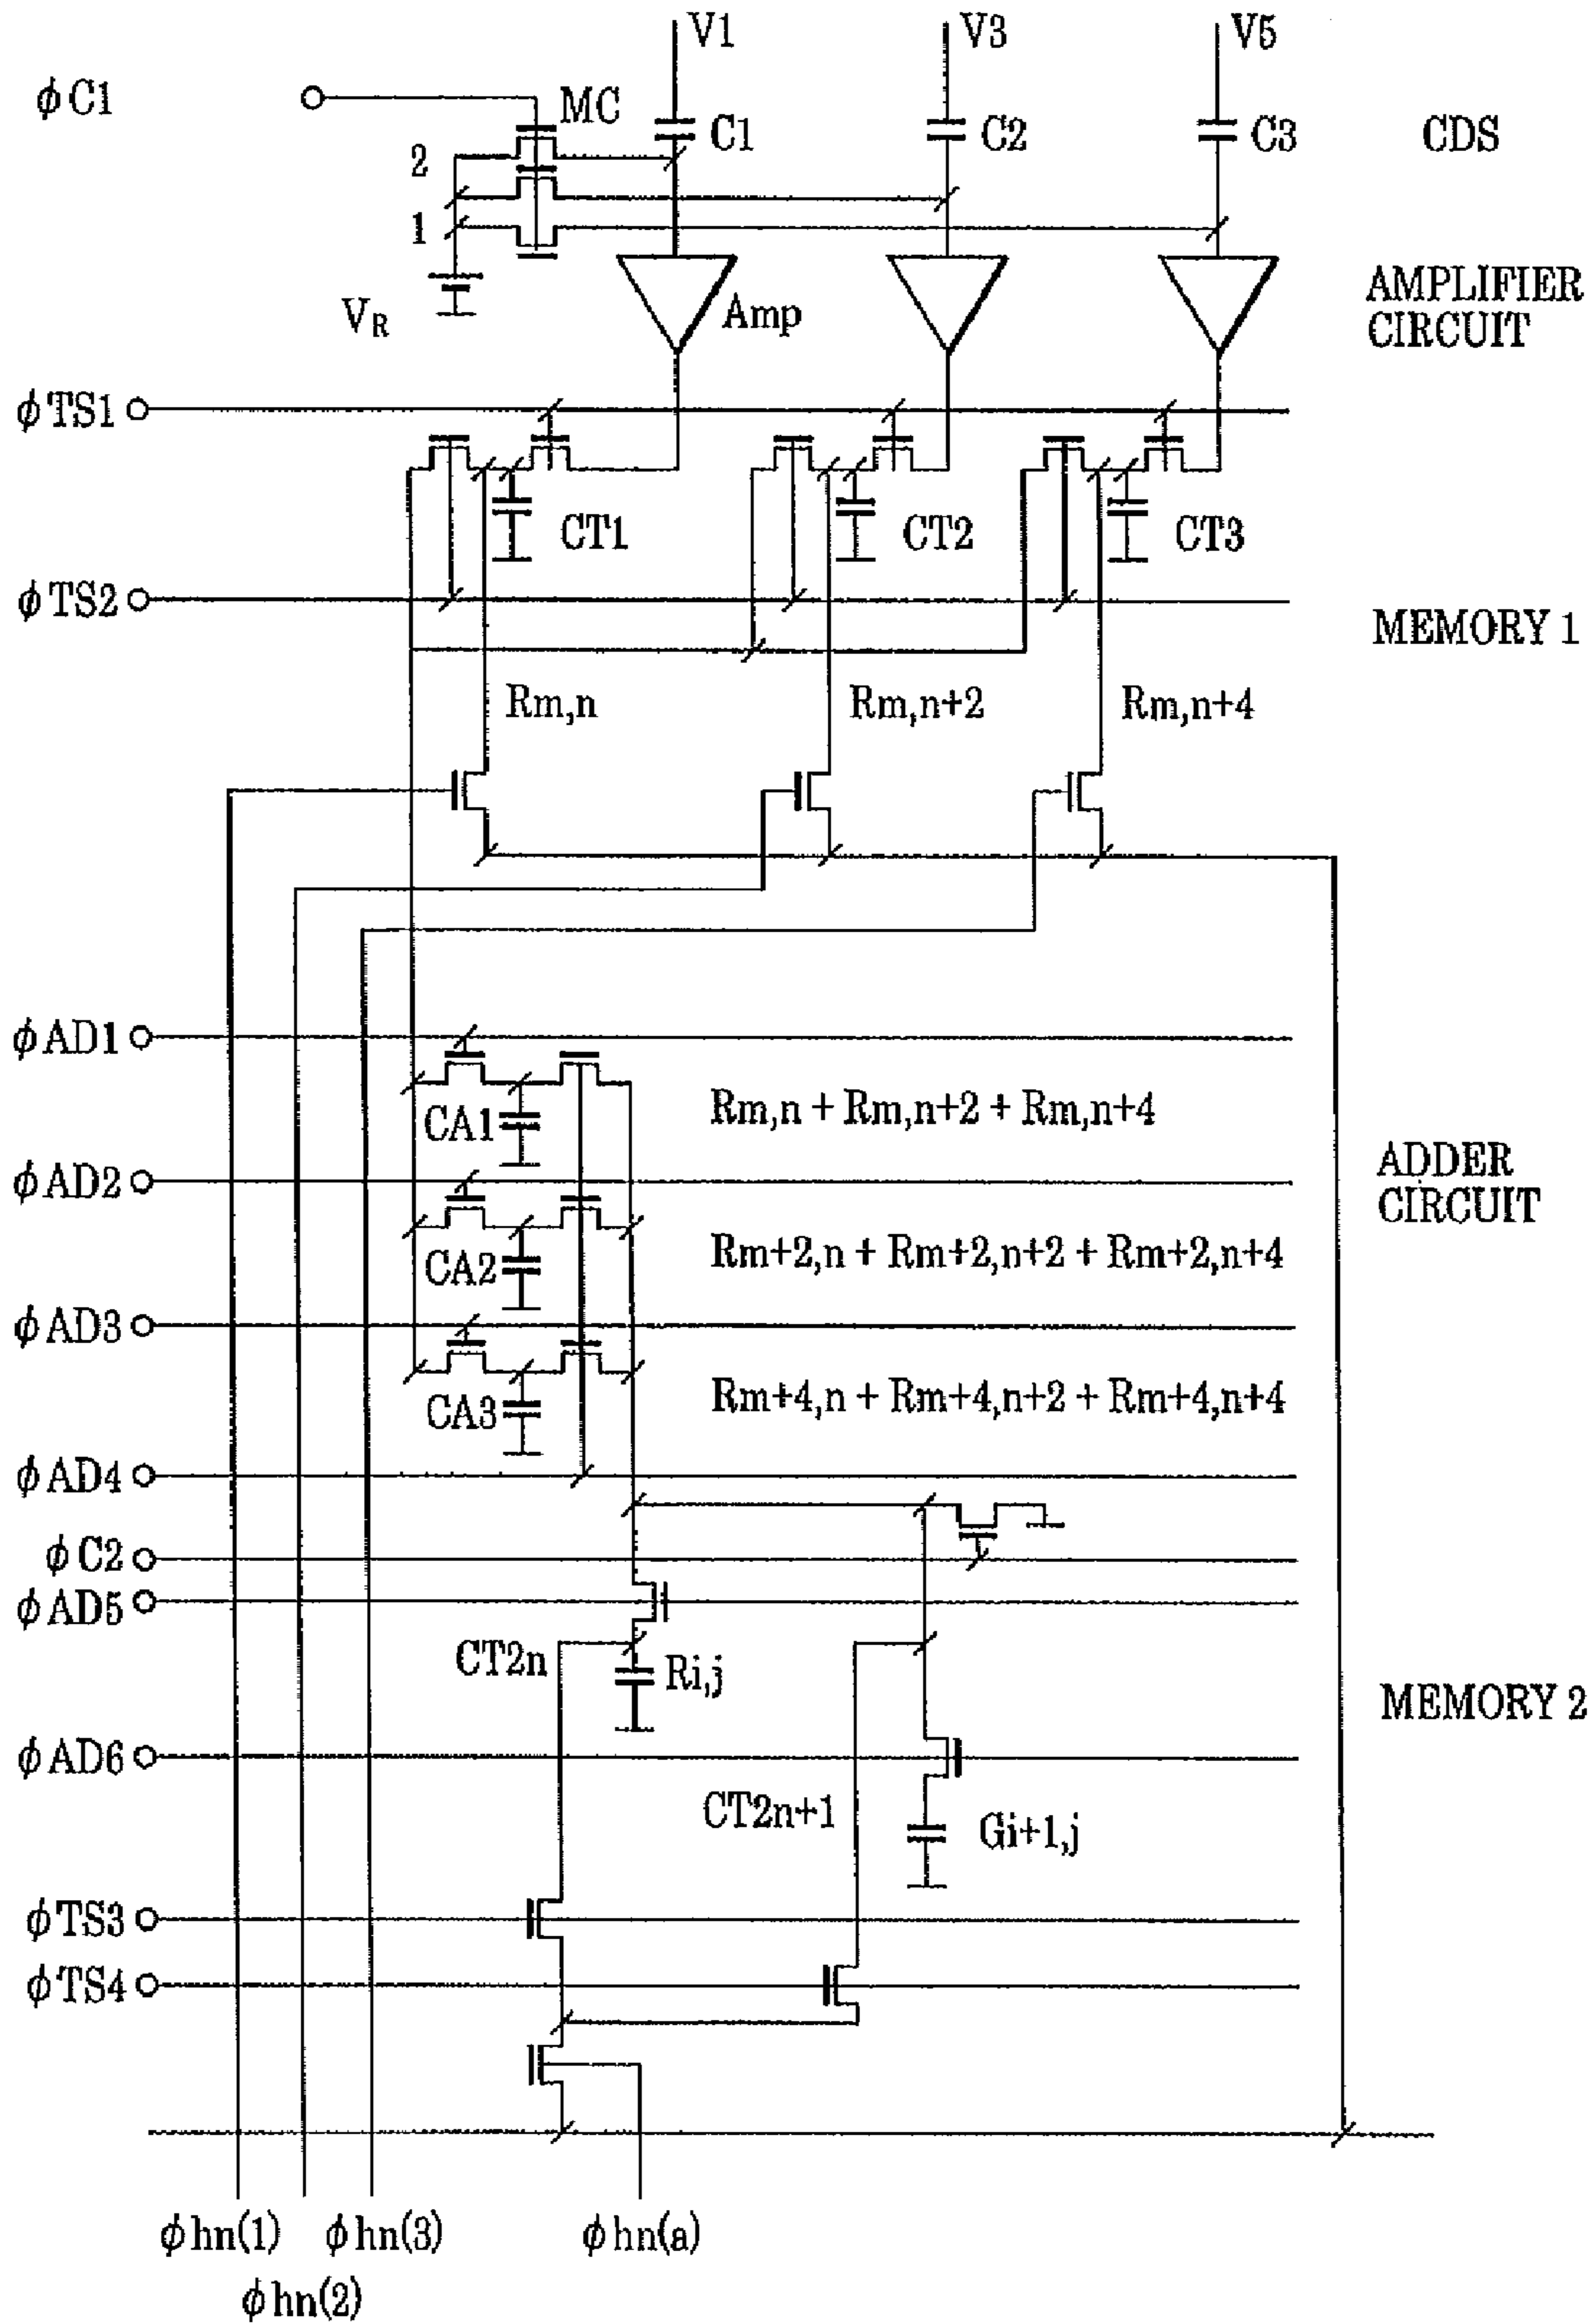 V1
V3
V5
ϕC1
MC
C1
C2
C3
CDS
2
1
VR
Amp
AMPLIFIER
CIRCUIT
ϕTS1
CT1
CT2
CT3
ϕTS2
MEMORY 1
Rm,n
Rm,n+2
Rm,n+4
ϕAD1
CA1
Rm,n + Rm,n+2 + Rm,n+4
ADDER
CIRCUIT
ϕAD2
CA2
Rm+2,n + Rm+2,n+2 + Rm+2,n+4
ϕAD3
CA3
Rm+4,n + Rm+4,n+2 + Rm+4,n+4
ϕAD4
ϕC2
ϕAD5
CT2n
Ri,j
MEMORY 2
ϕAD6
CT2n+1
Gi+1,j
ϕTS3
ϕTS4
ϕhn(1)
ϕhn(3)
ϕhn(a)
ϕhn(2)